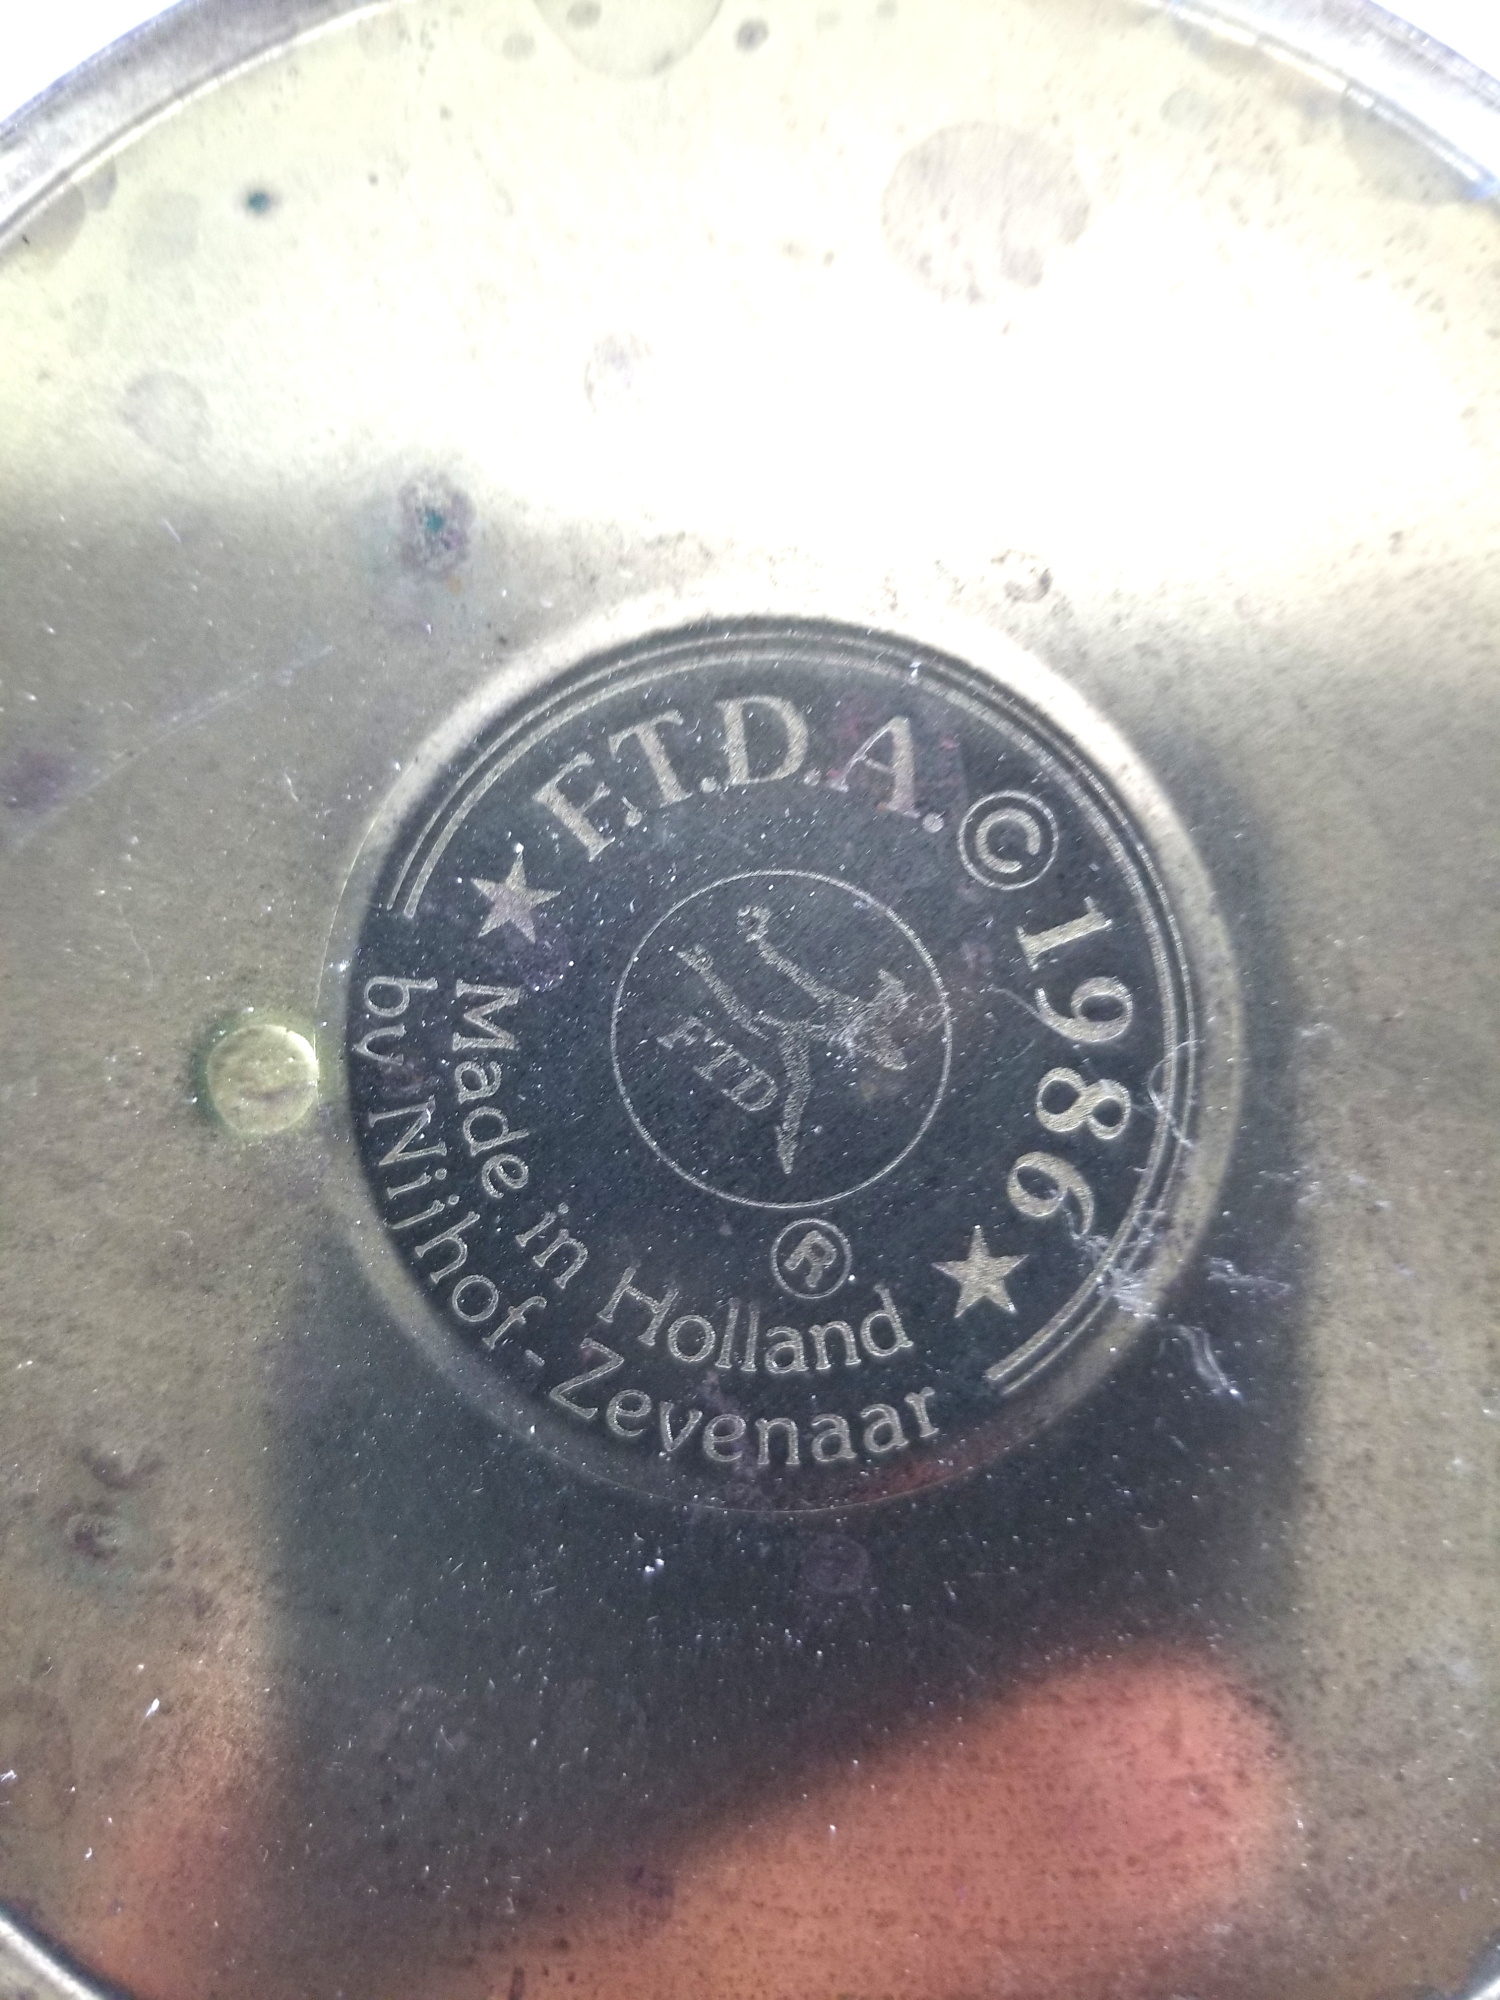 ★ F.T.D.A. © 1986 ★
FTD
®
Made in Holland
by Nijhof - Zevenaar